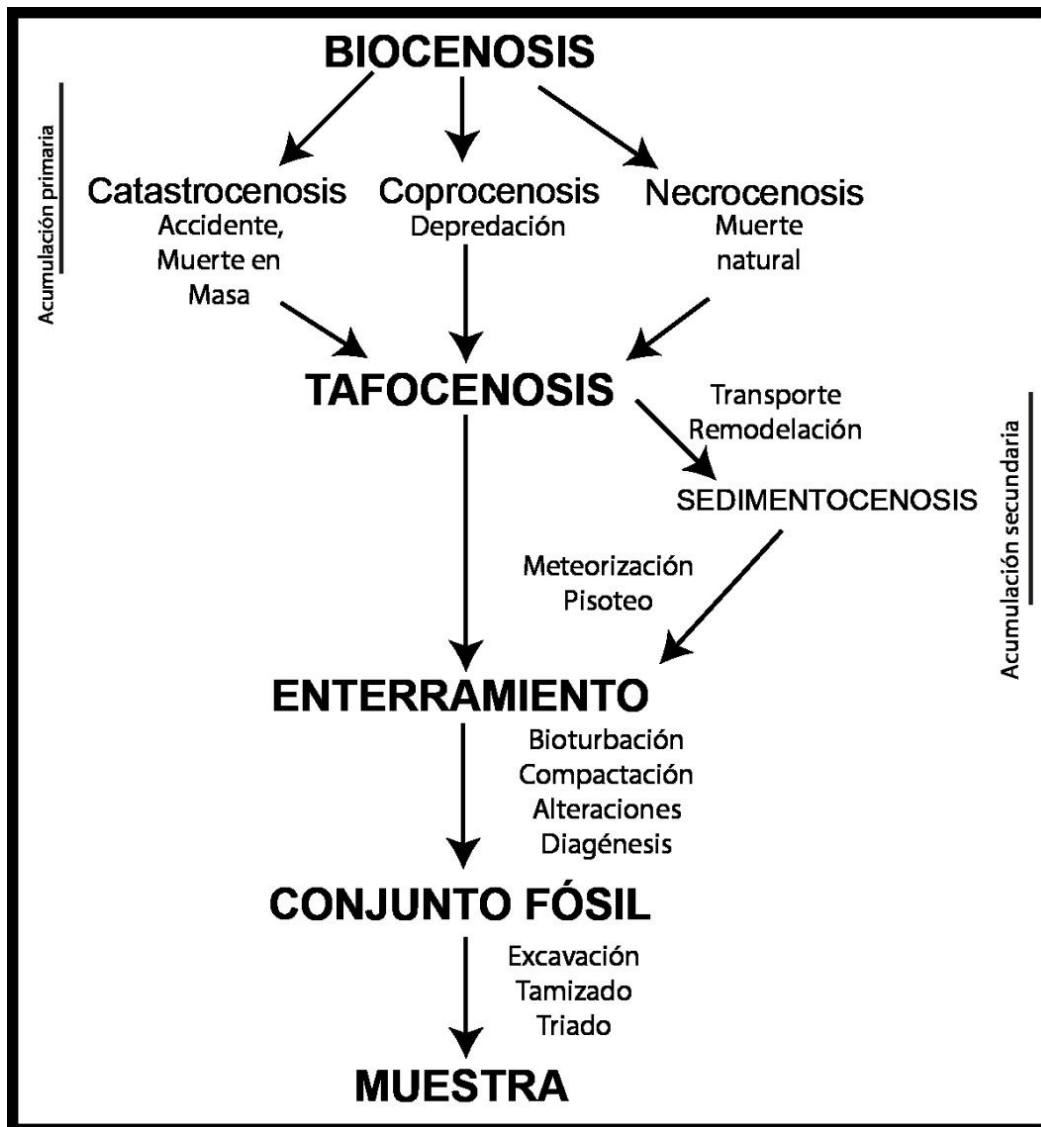 BIOCENOSIS
Acumulación primaria
Catastrocenosis
Accidente,
Muerte en
Masa
Coprocenosis
Depredación
Necrocenosis
Muerte
natural
TAFOCENOSIS
Transporte
Remodelación
SEDIMENTOCENOSIS
Acumulación secundaria
Meteorización
Pisoteo
ENTERRAMIENTO
Bioturbación
Compactación
Alteraciones
Diagénesis
CONJUNTO FÓSIL
Excavación
Tamizado
Triado
MUESTRA